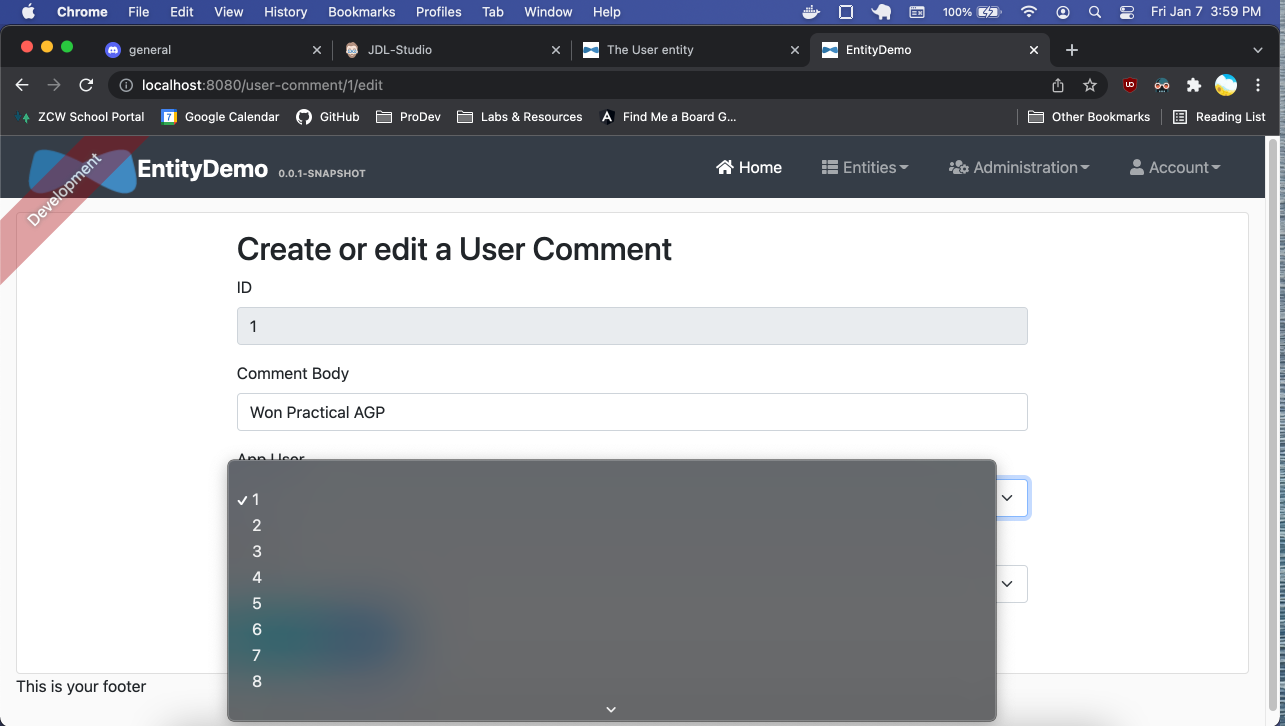 Chrome File Edit View History Bookmarks Profiles Tab Window Help 100% Fri Jan 7 3:59 PM
general JDL-Studio The User entity EntityDemo
localhost:8080/user-comment/1/edit
ZCW School Portal 7 Google Calendar GitHub ProDev Labs & Resources Find Me a Board G... Other Bookmarks Reading List
Development
EntityDemo 0.0.1-SNAPSHOT Home Entities Administration Account
Create or edit a User Comment
ID
1
Comment Body
Won Practical AGP
App User
1
2
3
4
5
6
7
8
This is your footer